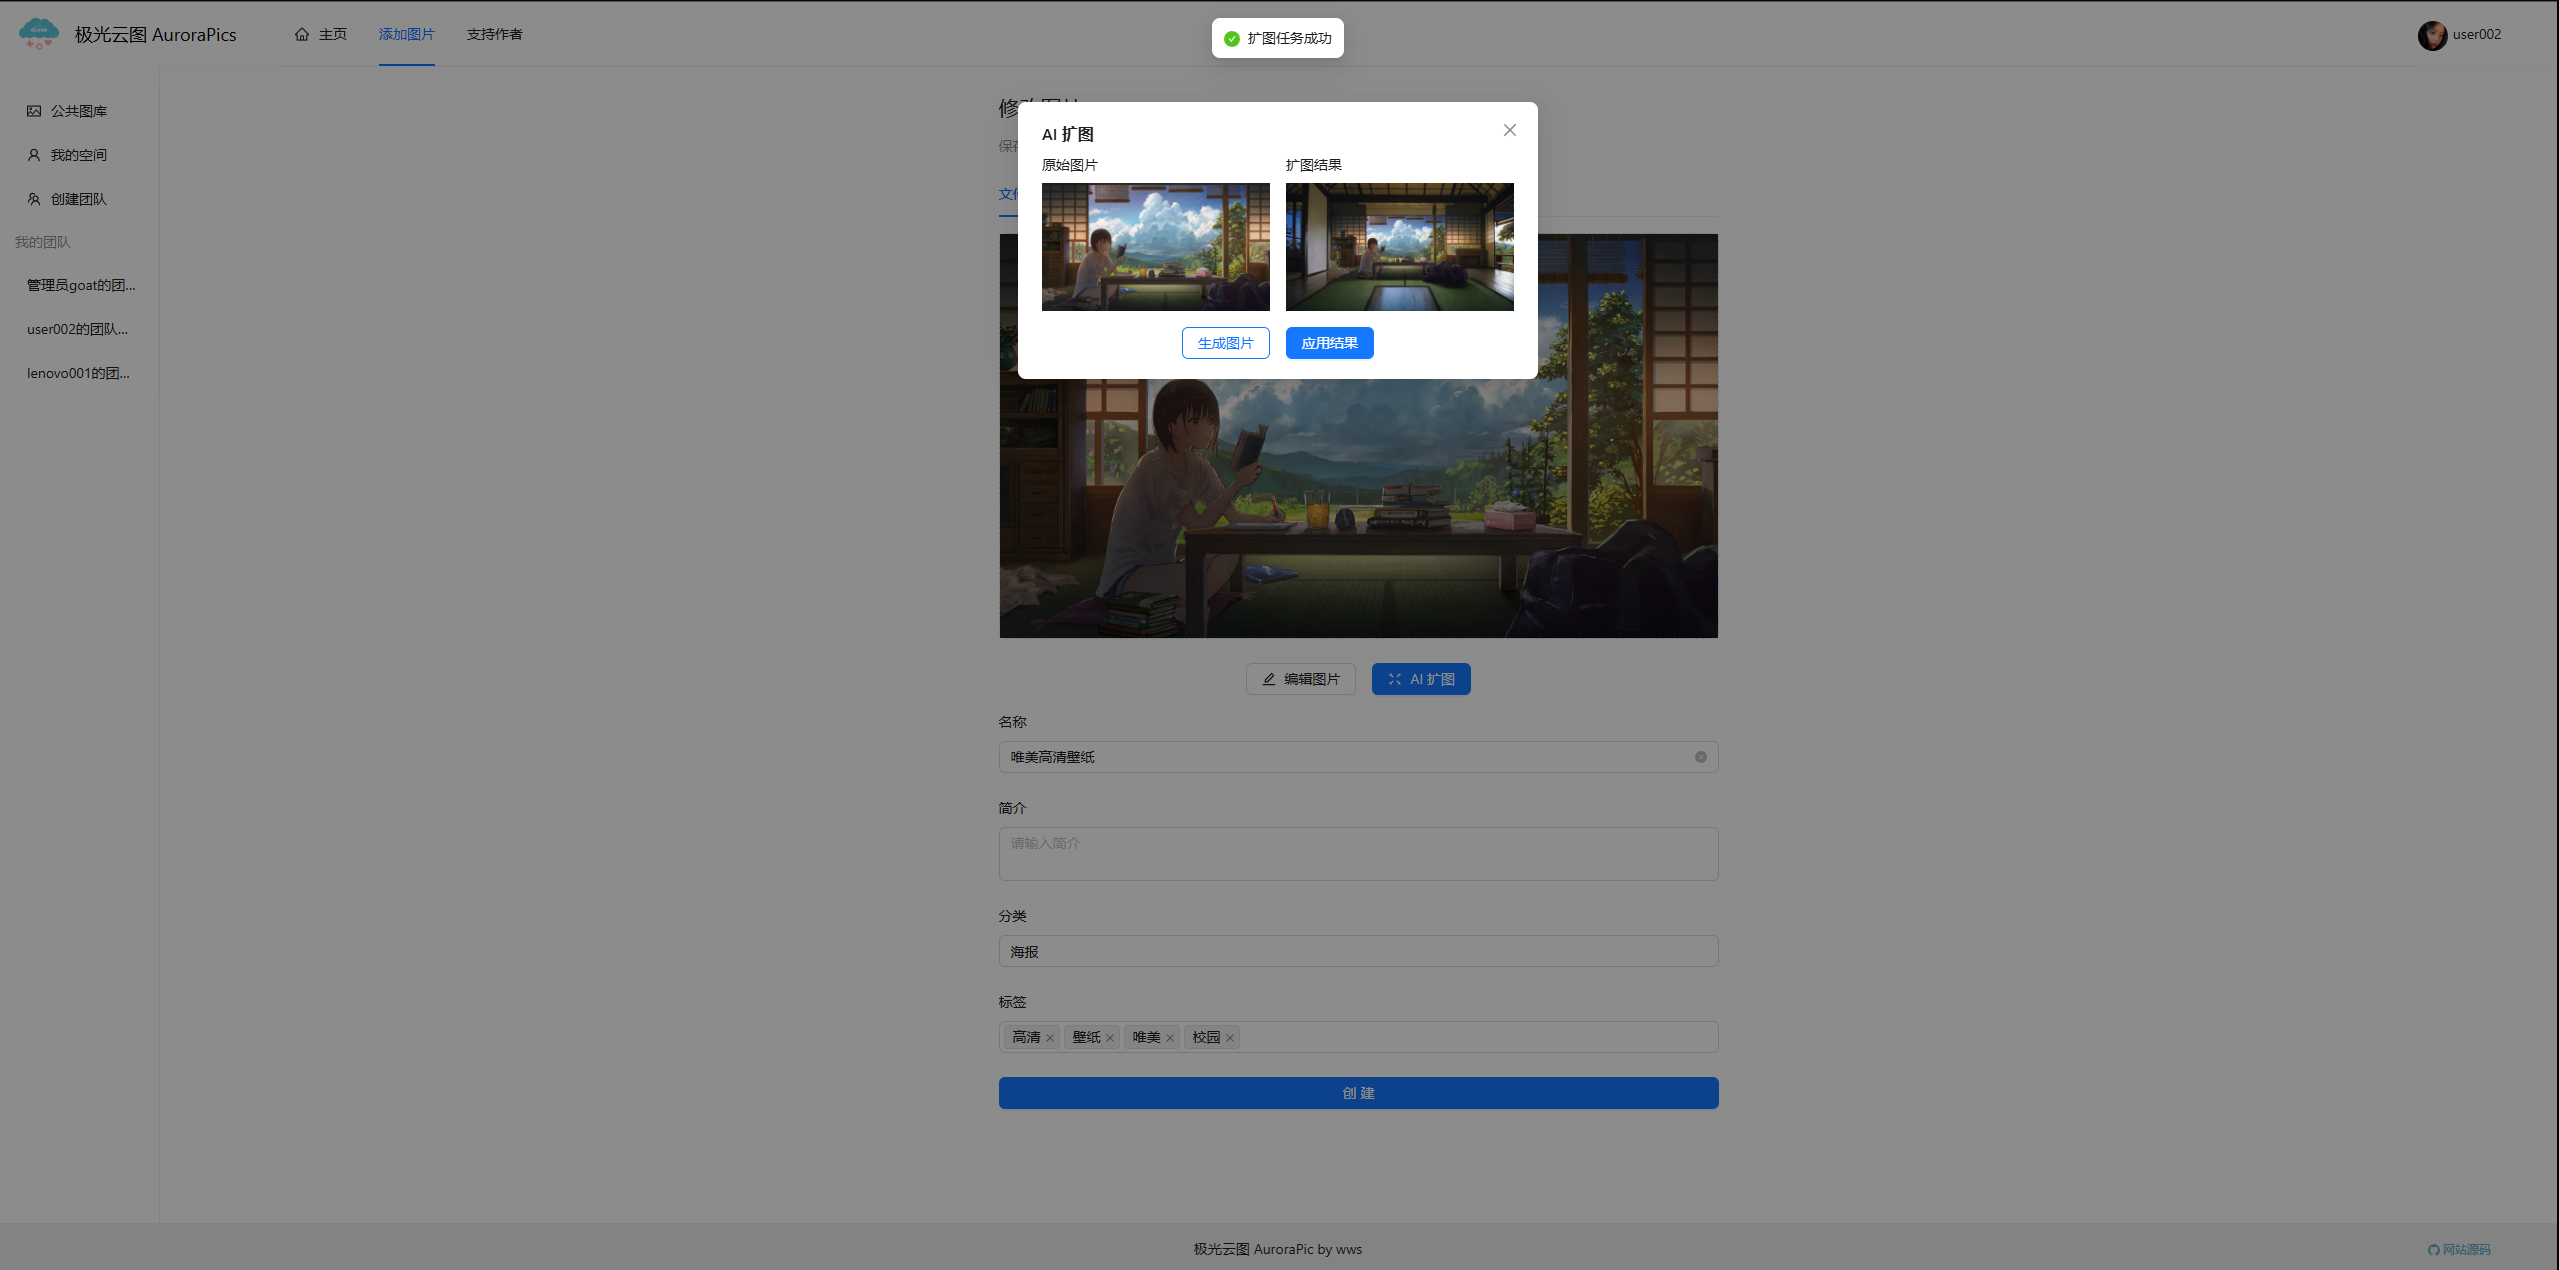 极光云图 AuroraPics
主页
添加图片
支持作者
扩图任务成功
user002
公共图库
我的空间
创建团队
我的团队
管理员goat的团...
user002的团队...
lenovo001的团...
AI 扩图
原始图片
扩图结果
生成图片
应用结果
编辑图片
AI 扩图
名称
唯美高清壁纸
简介
请输入简介
分类
海报
标签
高清
壁纸
唯美
校园
创 建
极光云图 AuroraPic by wws
网站源码